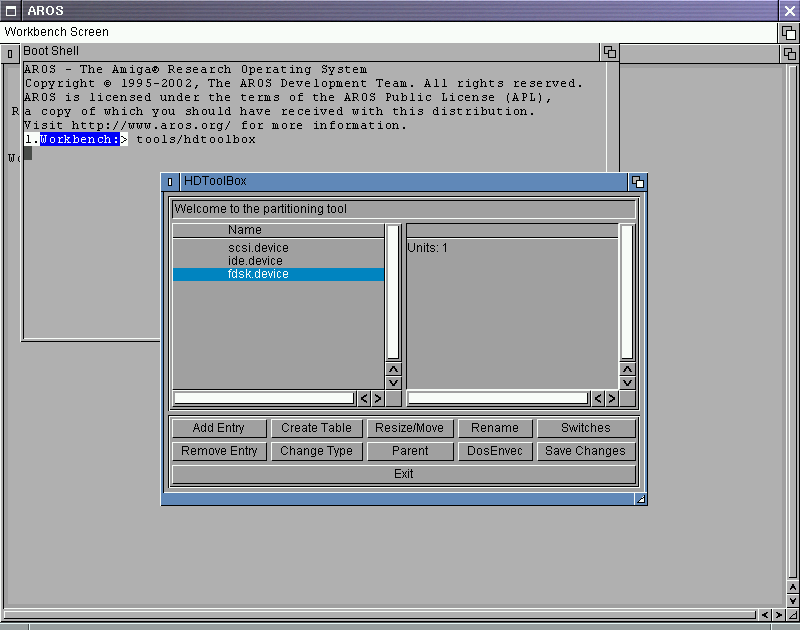 AROS
Workbench Screen
Boot Shell
AROS - The Amiga® Research Operating System
Copyright © 1995-2002, The AROS Development Team. All rights reserved.
AROS is licensed under the terms of the AROS Public License (APL),
a copy of which you should have received with this distribution.
Visit http://www.aros.org/ for more information.
1.Workbench:> tools/hdtoolbox
R
Wo
HDToolBox
Welcome to the partitioning tool
Name
scsi.device
ide.device
fdsk.device
Units: 1
Add Entry Create Table Resize/Move Rename Switches
Remove Entry Change Type Parent DosEnvec Save Changes
Exit